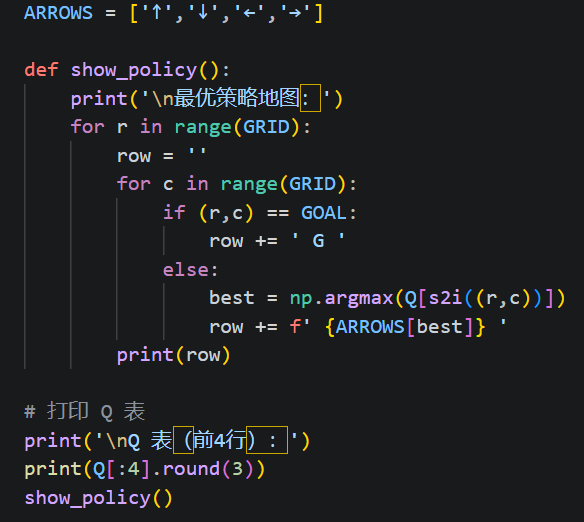 ARROWS = ['↑','↓','←','→']
def show_policy():
    print('\n最优策略地图：')
    for r in range(GRID):
        row = ''
        for c in range(GRID):
            if (r,c) == GOAL:
                row += ' G '
            else:
                best = np.argmax(Q[s2i((r,c))])
                row += f' {ARROWS[best]} '
        print(row)
# 打印 Q 表
print('\nQ 表（前4行）：')
print(Q[:4].round(3))
show_policy()